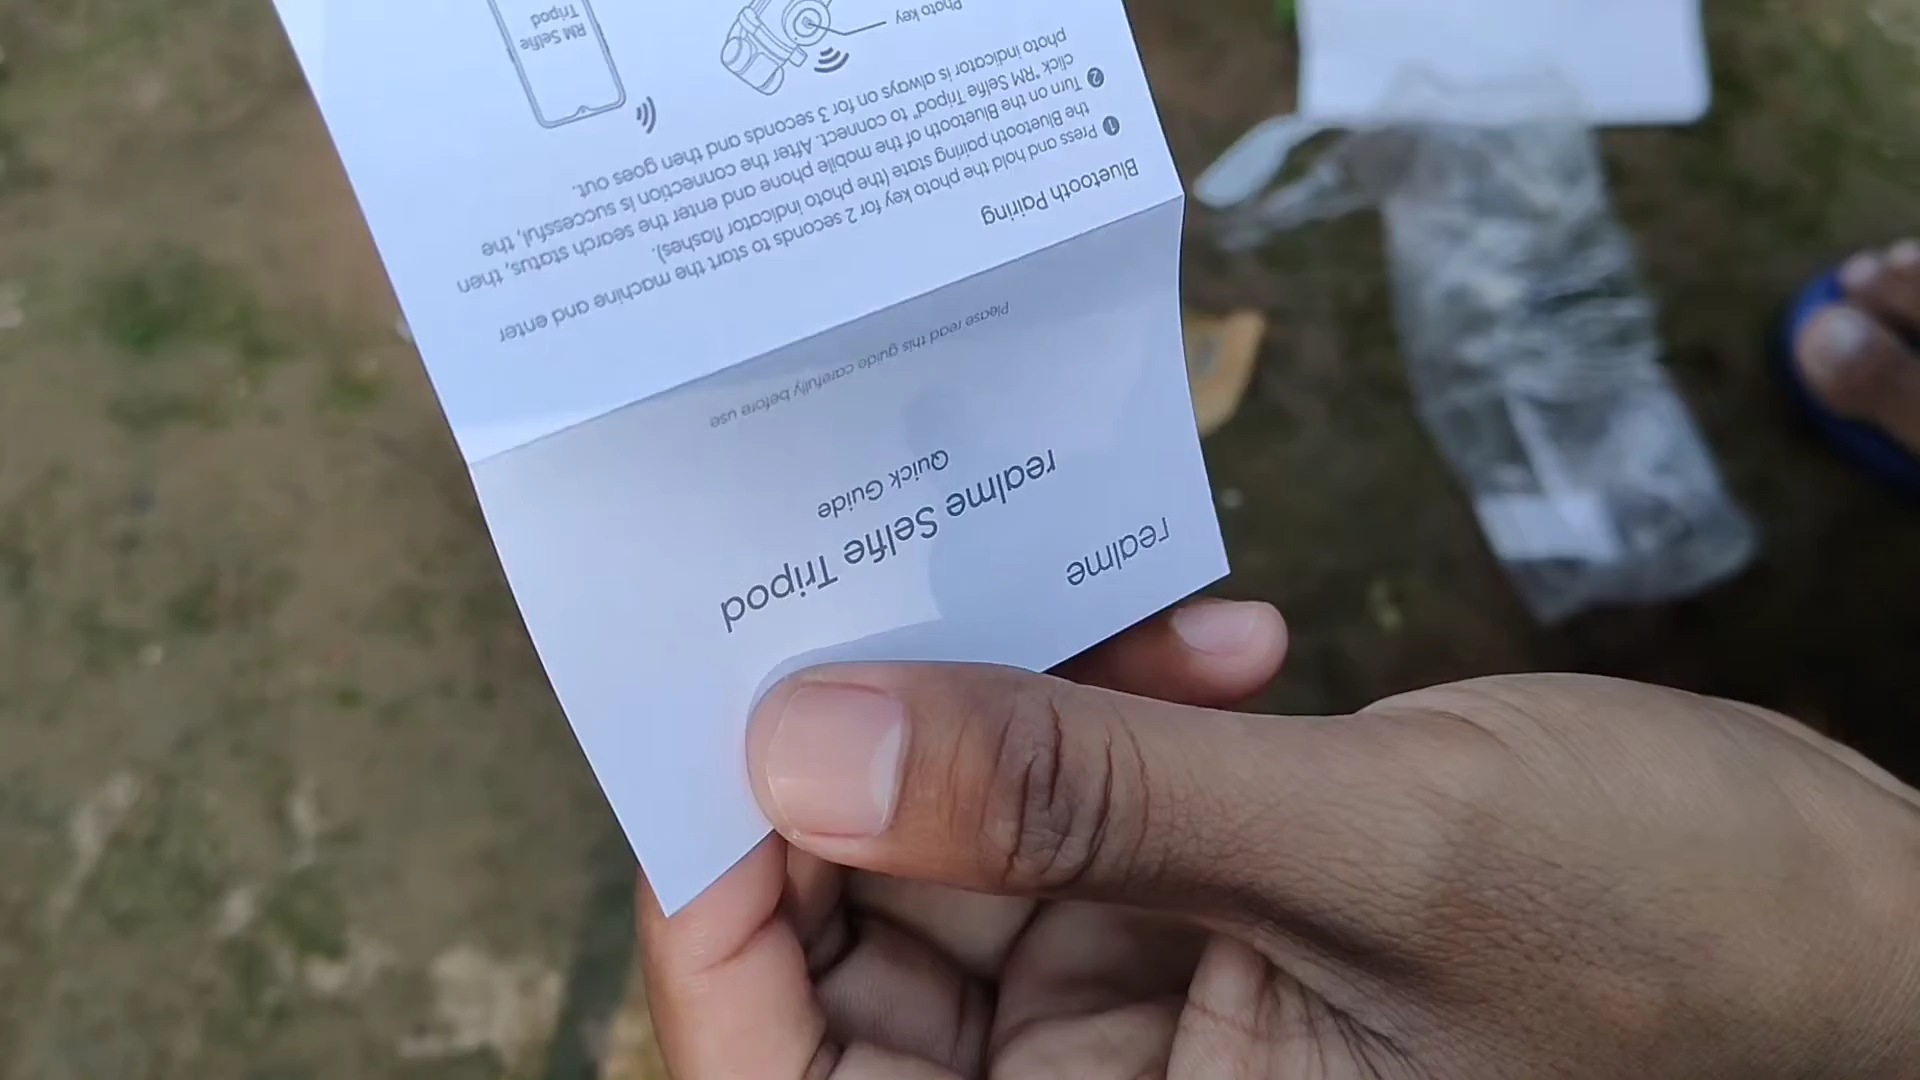 realme
realme Selfie Tripod
Quick Guide
Please read this guide carefully before use
Bluetooth Pairing
1 Press and hold the photo key for 2 seconds to start the machine and enter
the Bluetooth pairing state (the photo indicator flashes).
2 Turn on the Bluetooth of the mobile phone and enter the search status, then
click "RM Selfie Tripod" to connect. After the connection is successful, the
photo indicator is always on for 3 seconds and then goes out.
Photo key
RM Selfie
Tripod